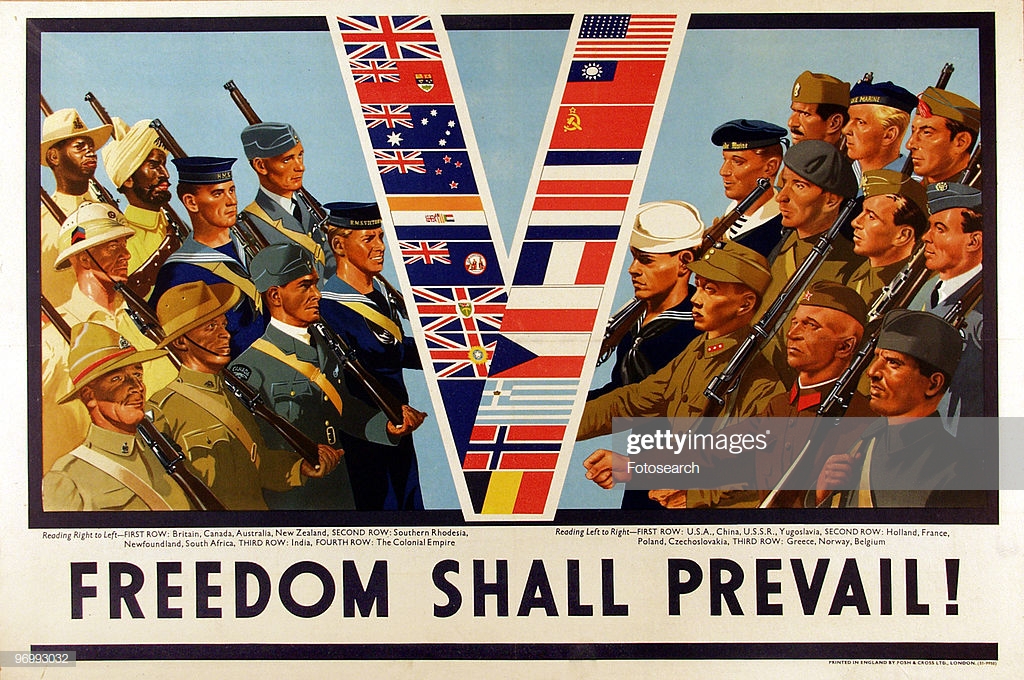 H.M.S.
H.M.S. VICTORY
CANADA
Reading Right to Left—FIRST ROW: Britain, Canada, Australia, New Zealand, SECOND ROW: Southern Rhodesia,
Newfoundland, South Africa, THIRD ROW: India, FOURTH ROW: The Colonial Empire
Reading Left to Right—FIRST ROW: U.S.A., China, U.S.S.R., Yugoslavia, SECOND ROW: Holland, France,
Poland, Czechoslovakia, THIRD ROW: Greece, Norway, Belgium
gettyimages®
Fotosearch
FREEDOM SHALL PREVAIL!
96993032
PRINTED IN ENGLAND BY FOSH & CROSS LTD., LONDON.